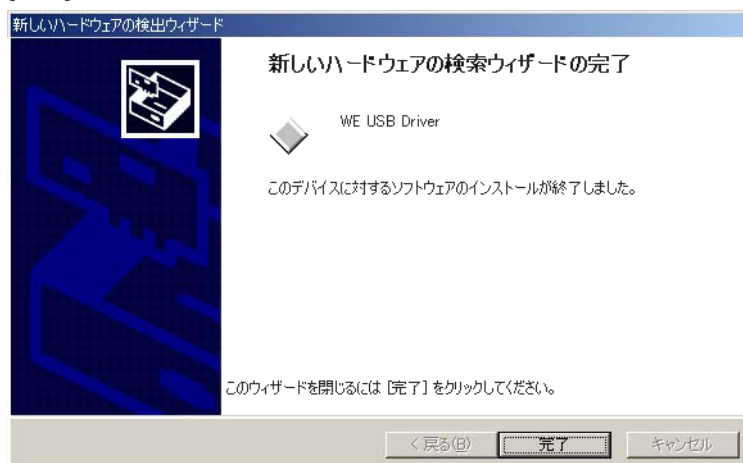 新しいハードウェアの検出ウィザード
新しいハードウェアの検索ウィザードの完了
WE USB Driver
このデバイスに対するソフトウェアのインストールが終了しました。
このウィザードを閉じるには [完了] をクリックしてください。
< 戻る(B) 完了 キャンセル